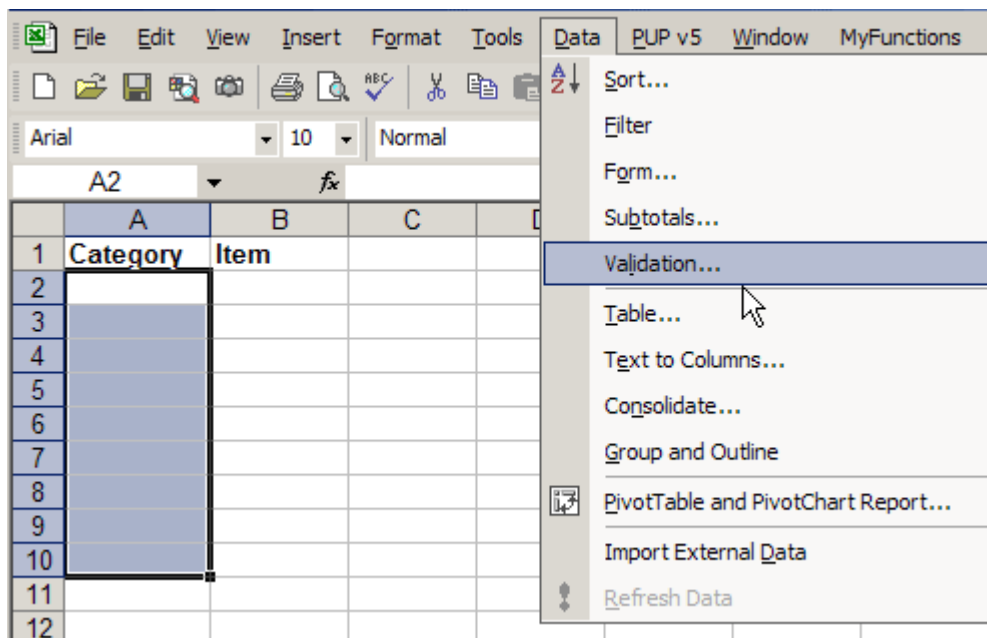 File Edit View Insert Format Tools Data PUP v5 Window MyFunctions
ABC
Arial 10 Normal
A2 fx
A B C
1 Category Item
2
3
4
5
6
7
8
9
10
11
12
A Z Sort...
Filter
Form...
Subtotals...
Validation...
Table...
Text to Columns...
Consolidate...
Group and Outline
PivotTable and PivotChart Report...
Import External Data
Refresh Data